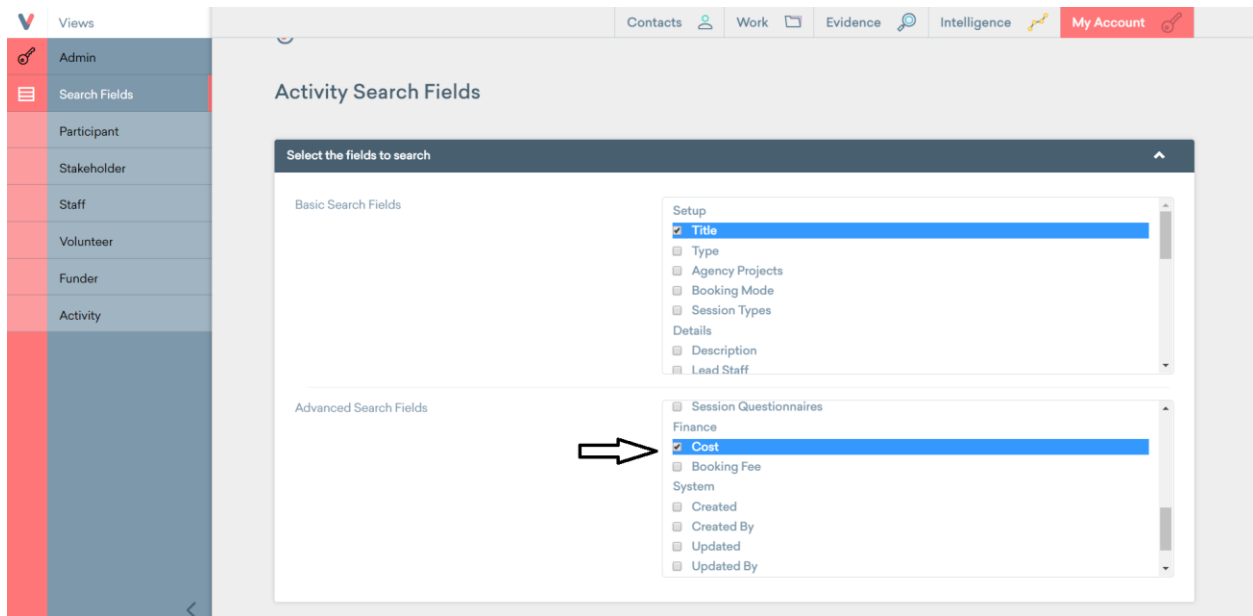 Views
Contacts
Work
Evidence
Intelligence
My Account
Admin
Search Fields
Participant
Stakeholder
Staff
Volunteer
Funder
Activity
Activity Search Fields
Select the fields to search
Basic Search Fields
Setup
Title
Type
Agency Projects
Booking Mode
Session Types
Details
Description
Lead Staff
Advanced Search Fields
Session Questionnaires
Finance
Cost
Booking Fee
System
Created
Created By
Updated
Updated By